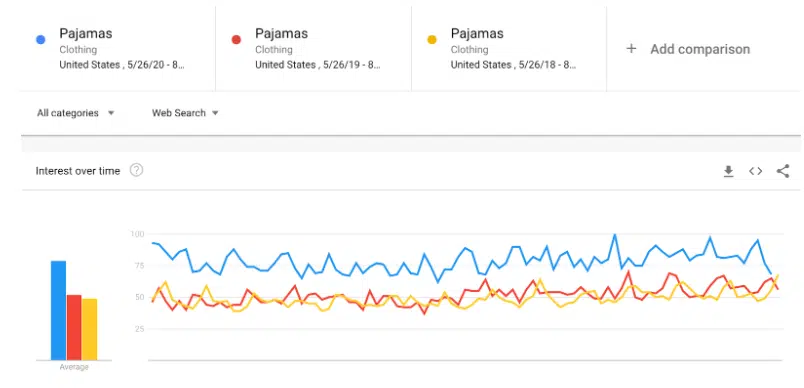 Pajamas
Clothing
United States , 5/26/20 - 8...
Pajamas
Clothing
United States , 5/26/19 - 8...
Pajamas
Clothing
United States , 5/26/18 - 8...
+ Add comparison
All categories
Web Search
Interest over time ?
100
75
50
25
Average